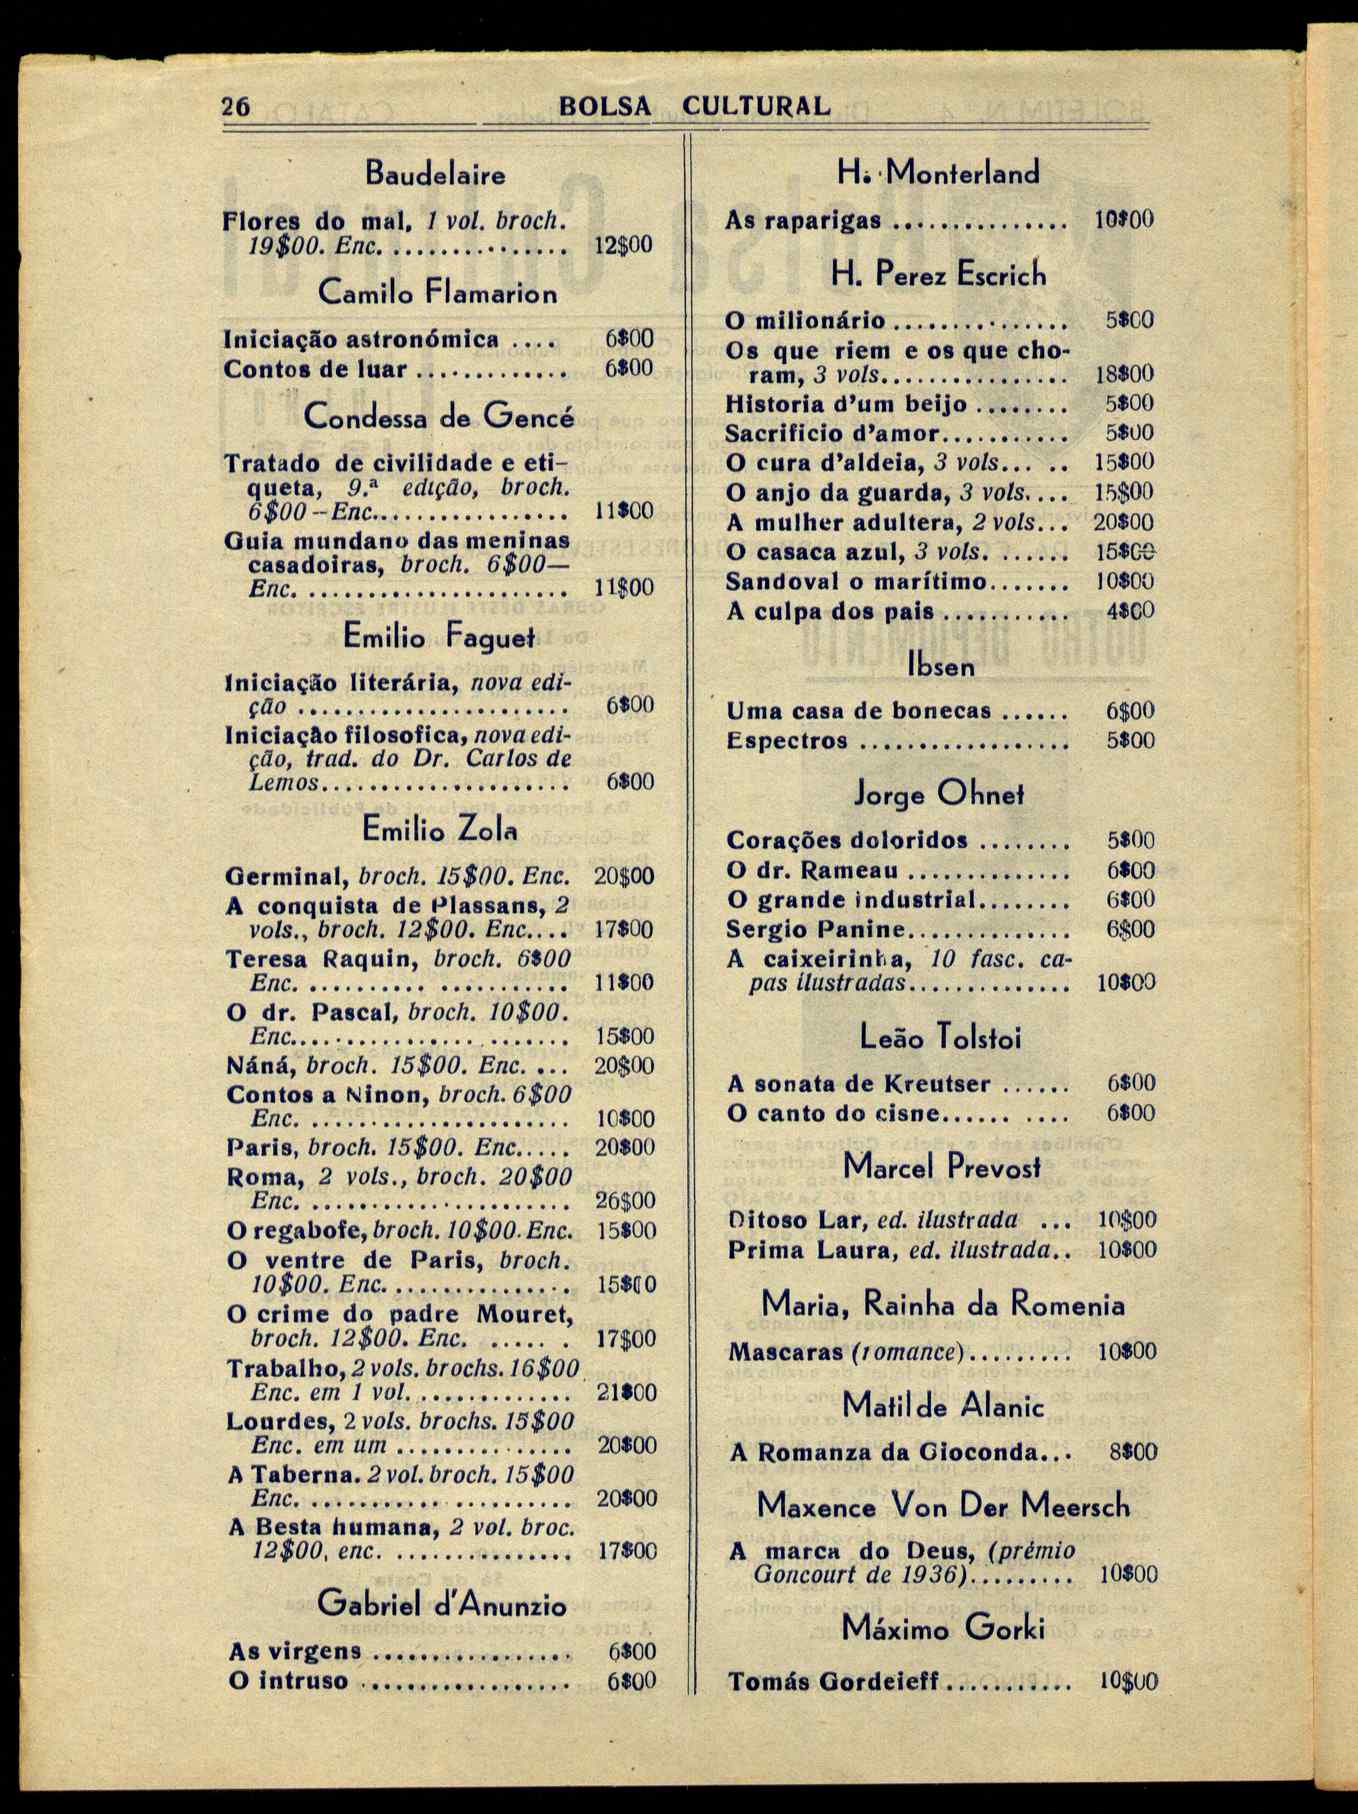 26 BOLSA CULTURAL
Baudelaire
Flores do mal, 1 vol. broch.
19$00. Enc. ................ 12$00
Camilo Flamarion
Iniciação astronómica .... 6$00
Contos de luar ............. 6$00
Condessa de Gencé
Tratado de civilidade e eti-
queta, 9.ª edição, broch.
6$00 – Enc.................. 11$00
Guia mundano das meninas
casadoiras, broch. 6$00—
Enc. ....................... 11$00
Emilio Faguet
Iniciação literária, nova edi-
ção ........................ 6$00
Iniciação filosofica, nova edi-
ção, trad. do Dr. Carlos de
Lemos..................... 6$00
Emilio Zola
Germinal, broch. 15$00. Enc. 20$00
A conquista de Plassans, 2
vols., broch. 12$00. Enc.... 17$00
Teresa Raquin, broch. 6$00
Enc. .......... ........... 11$00
O dr. Pascal, broch. 10$00.
Enc........................ 15$00
Náná, broch. 15$00. Enc. ... 20$00
Contos a Ninon, broch. 6$00
Enc. ....................... 10$00
Paris, broch. 15$00. Enc..... 20$00
Roma, 2 vols., broch. 20$00
Enc. ....................... 26$00
O regabofe, broch. 10$00. Enc. 15$00
O ventre de Paris, broch.
10$00. Enc. ................ 15$00
O crime do padre Mouret,
broch. 12$00. Enc. ...... . 17$00
Trabalho, 2 vols. brochs. 16$00
Enc. em 1 vol. ............. 21$00
Lourdes, 2 vols. brochs. 15$00
Enc. em um ............... 20$00
A Taberna. 2 vol. broch. 15$00
Enc. ....................... 20$00
A Besta humana, 2 vol. broc.
12$00, enc. ................ 17$00
Gabriel d'Anunzio
As virgens ................. 6$00
O intruso .................. 6$00
H. Monterland
As raparigas ............... 10$00
H. Perez Escrich
O milionário ............... 5$00
Os que riem e os que cho-
ram, 3 vols................ 18$00
Historia d'um beijo ........ 5$00
Sacrificio d'amor........... 5$00
O cura d'aldeia, 3 vols... .. 15$00
O anjo da guarda, 3 vols.... 15$00
A mulher adultera, 2 vols... 20$00
O casaca azul, 3 vols. ...... 15$00
Sandoval o marítimo....... 10$00
A culpa dos pais ........... 4$00
Ibsen
Uma casa de bonecas ...... 6$00
Espectros .................. 5$00
Jorge Ohnet
Corações doloridos ........ 5$00
O dr. Rameau .............. 6$00
O grande industrial........ 6$00
Sergio Panine.............. 6$00
A caixeirinha, 10 fasc. ca-
pas ilustradas.............. 10$00
Leão Tolstoi
A sonata de Kreutser ...... 6$00
O canto do cisne...... .... 6$00
Marcel Prevost
Ditoso Lar, ed. ilustrada ... 10$00
Prima Laura, ed. ilustrada.. 10$00
Maria, Rainha da Romenia
Mascaras (romance)......... 10$00
Matilde Alanic
A Romanza da Gioconda... 8$00
Maxence Von Der Meersch
A marca do Deus, (prémio
Goncourt de 1936)......... 10$00
Máximo Gorki
Tomás Gordeieff........... 10$00